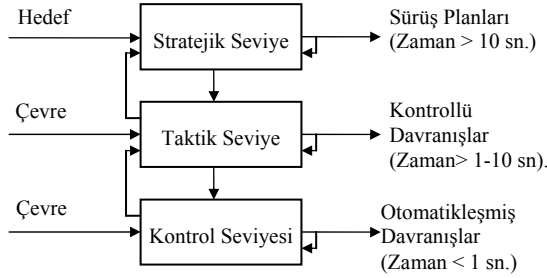 Hedef
Stratejik Seviye
Sürüş Planları
(Zaman > 10 sn.)
Çevre
Taktik Seviye
Kontrollü
Davranışlar
(Zaman> 1-10 sn).
Çevre
Kontrol Seviyesi
Otomatikleşmiş
Davranışlar
(Zaman < 1 sn.)